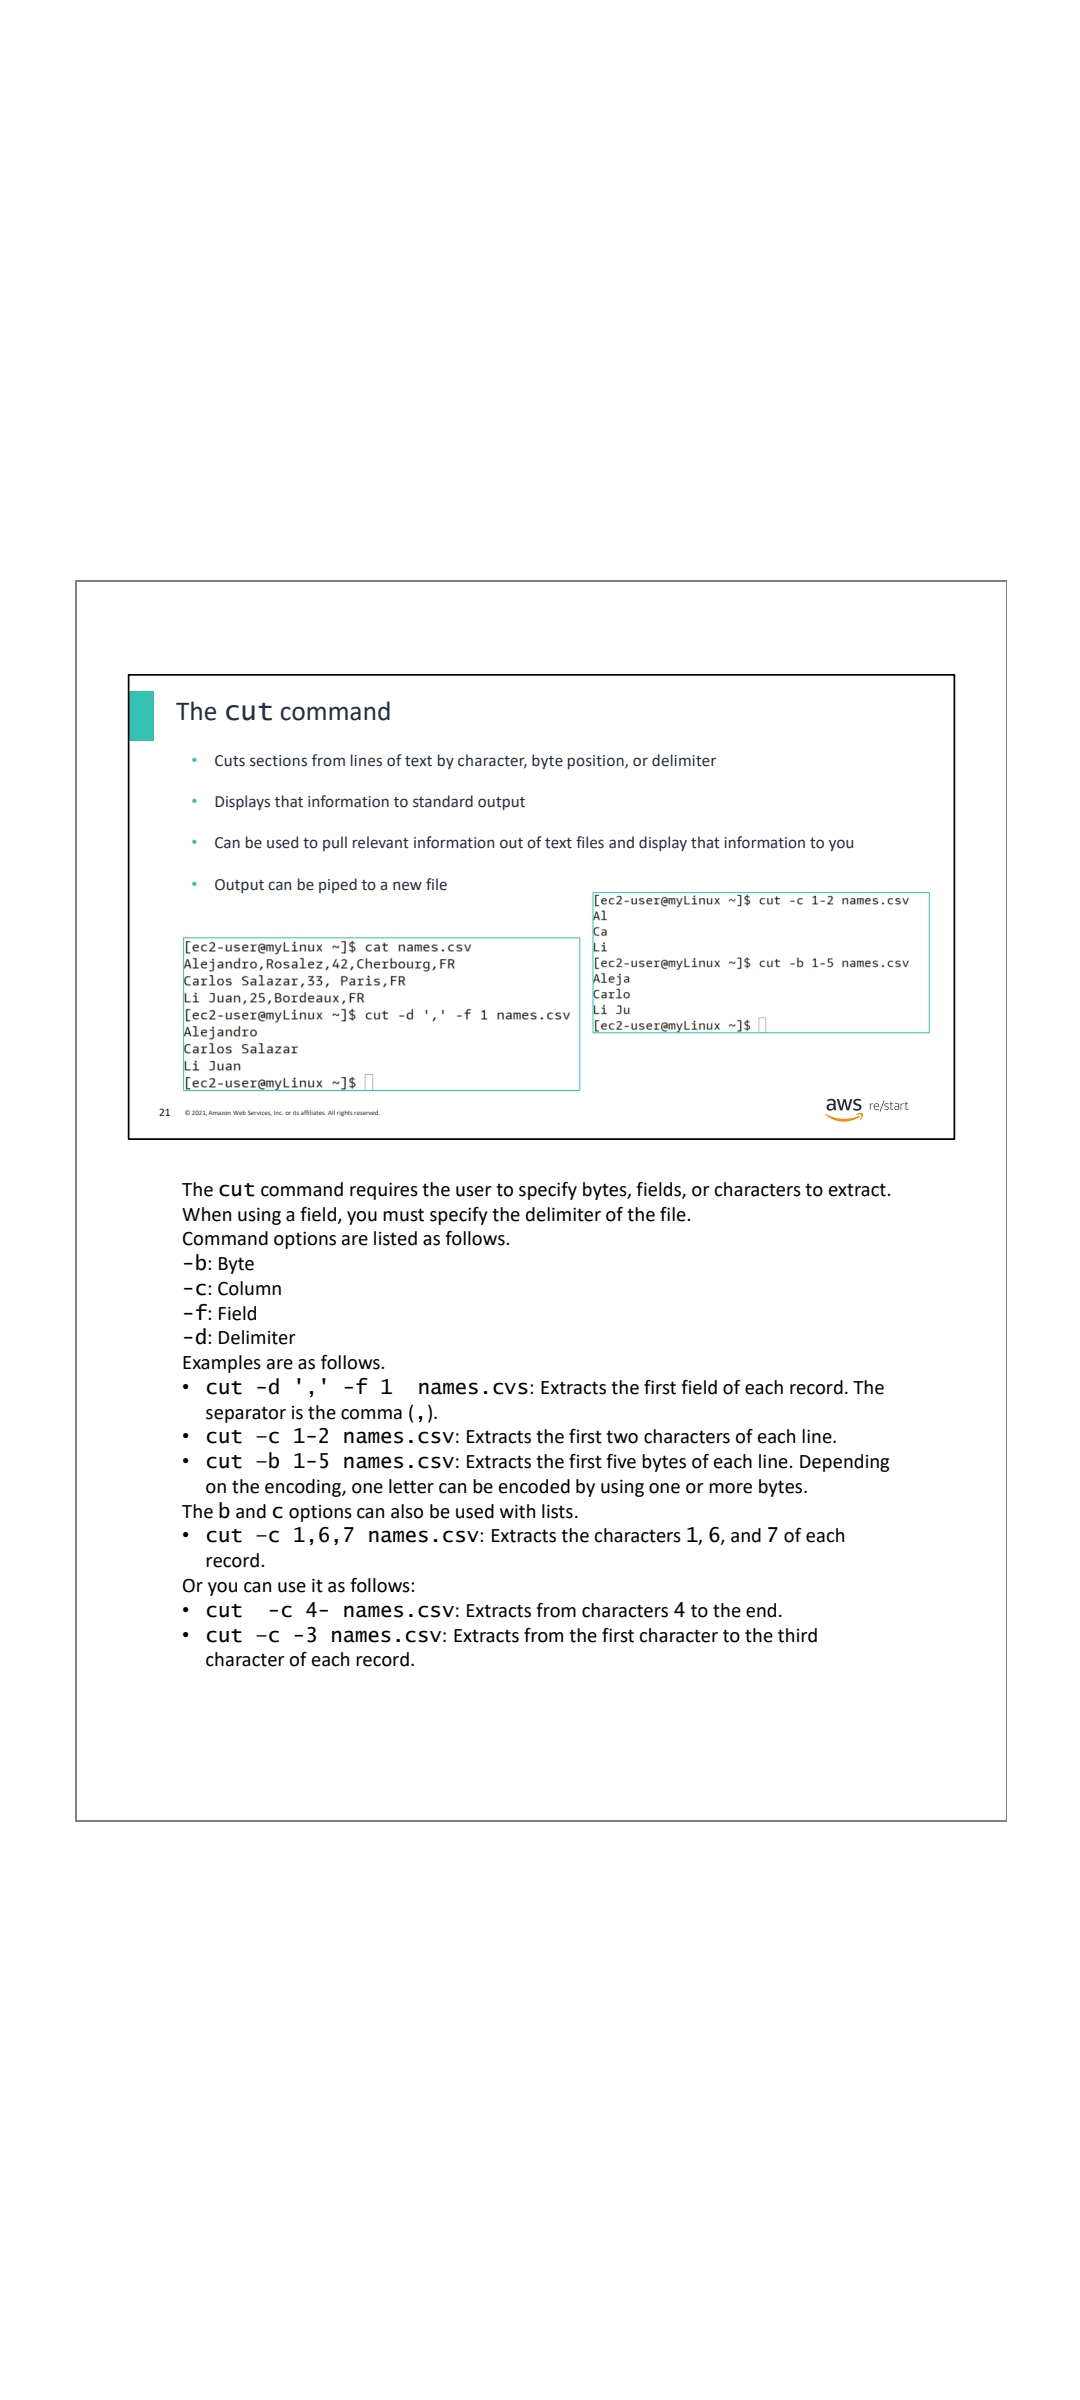 The cut command
• Cuts sections from lines of text by character, byte position, or delimiter
• Displays that information to standard output
• Can be used to pull relevant information out of text files and display that information to you
• Output can be piped to a new file
[ec2-user@myLinux ~]$ cat names.csv
Alejandro,Rosalez,42,Cherbourg,FR
Carlos Salazar,33, Paris,FR
Li Juan,25,Bordeaux,FR
[ec2-user@myLinux ~]$ cut -d ',' -f 1 names.csv
Alejandro
Carlos Salazar
Li Juan
[ec2-user@myLinux ~]$
[ec2-user@myLinux ~]$ cut -c 1-2 names.csv
Al
Ca
Li
[ec2-user@myLinux ~]$ cut -b 1-5 names.csv
Aleja
Carlo
Li Ju
[ec2-user@myLinux ~]$
21 © 2021, Amazon Web Services, Inc. or its affiliates. All rights reserved.
aws re/start
The cut command requires the user to specify bytes, fields, or characters to extract.
When using a field, you must specify the delimiter of the file.
Command options are listed as follows.
-b: Byte
-c: Column
-f: Field
-d: Delimiter
Examples are as follows.
• cut -d ',' -f 1  names.cvs: Extracts the first field of each record. The
separator is the comma (,).
• cut –c 1-2 names.csv: Extracts the first two characters of each line.
• cut –b 1-5 names.csv: Extracts the first five bytes of each line. Depending
on the encoding, one letter can be encoded by using one or more bytes.
The b and c options can also be used with lists.
• cut –c 1,6,7 names.csv: Extracts the characters 1, 6, and 7 of each
record.
Or you can use it as follows:
• cut  -c 4- names.csv: Extracts from characters 4 to the end.
• cut –c -3 names.csv: Extracts from the first character to the third
character of each record.